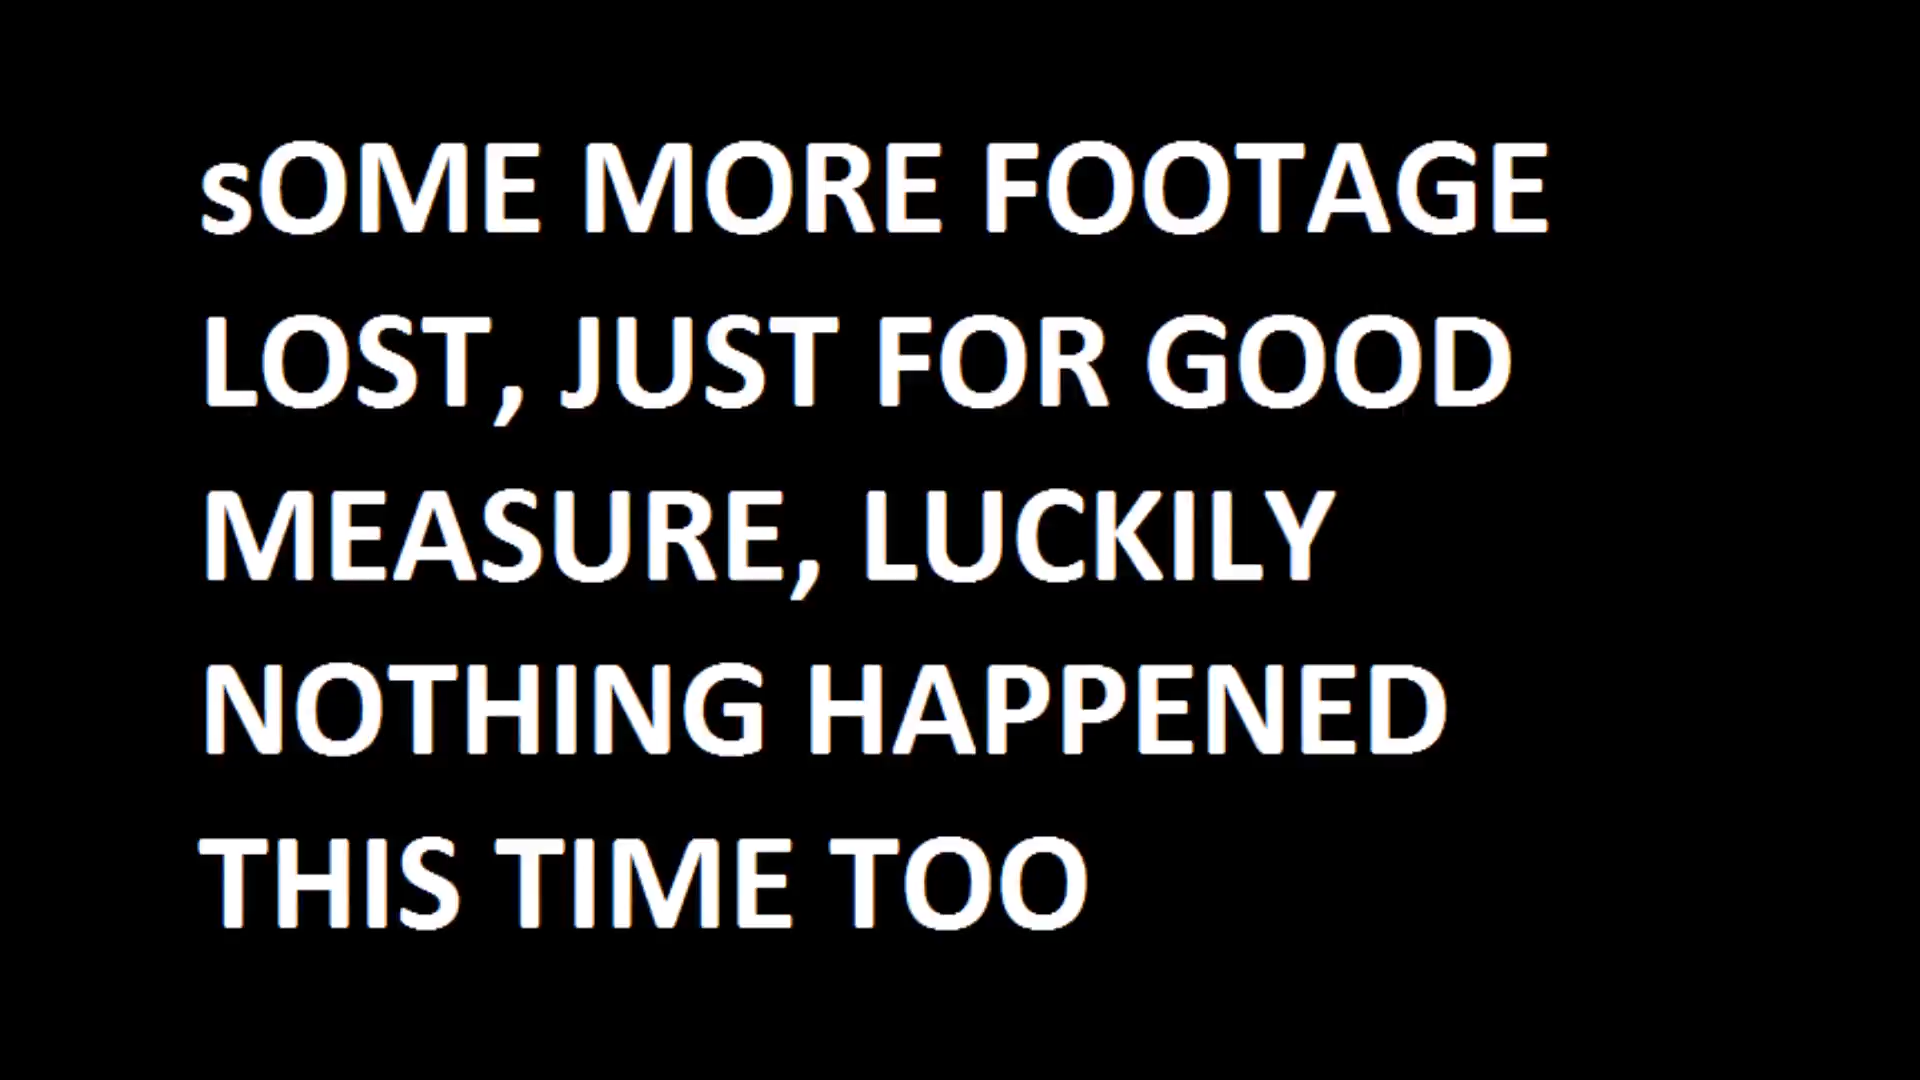 sOME MORE FOOTAGE
LOST, JUST FOR GOOD
MEASURE, LUCKILY
NOTHING HAPPENED
THIS TIME TOO